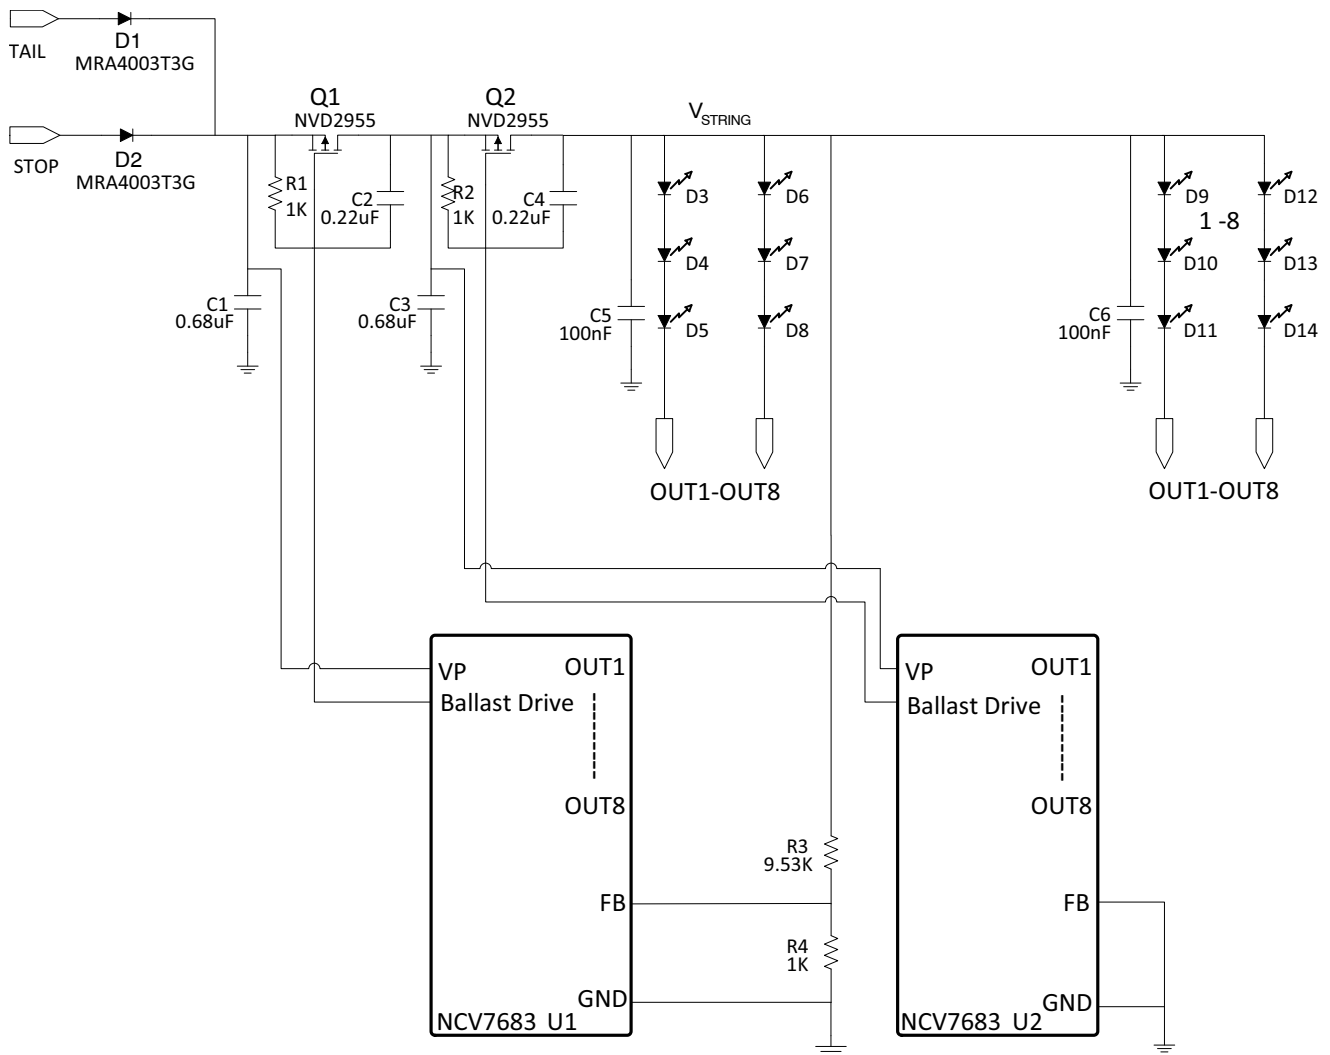 TAIL
D1
MRA4003T3G
STOP
D2
MRA4003T3G
Q1
NVD2955
Q2
NVD2955
VSTRING
R1
1K
C2
0.22uF
R2
1K
C4
0.22uF
C1
0.68uF
C3
0.68uF
C5
100nF
D3
D4
D5
D6
D7
D8
C6
100nF
D9
1 -8
D10
D11
D12
D13
D14
OUT1-OUT8
OUT1-OUT8
VP
OUT1
Ballast Drive
OUT8
FB
GND
NCV7683 U1
R3
9.53K
R4
1K
VP
OUT1
Ballast Drive
OUT8
FB
GND
NCV7683 U2